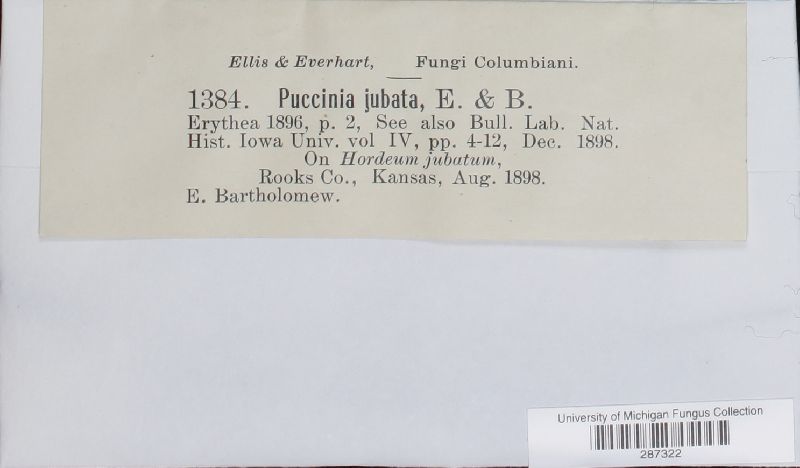 Ellis & Everhart, Fungi Columbiani.
1384. Puccinia jubata, E. & B.
Erythea 1896, p. 2, See also Bull. Lab. Nat.
Hist. Iowa Univ. vol IV, pp. 4-12, Dec. 1898.
On Hordeum jubatum,
Rooks Co., Kansas, Aug. 1898.
E. Bartholomew.
University of Michigan Fungus Collection
287322